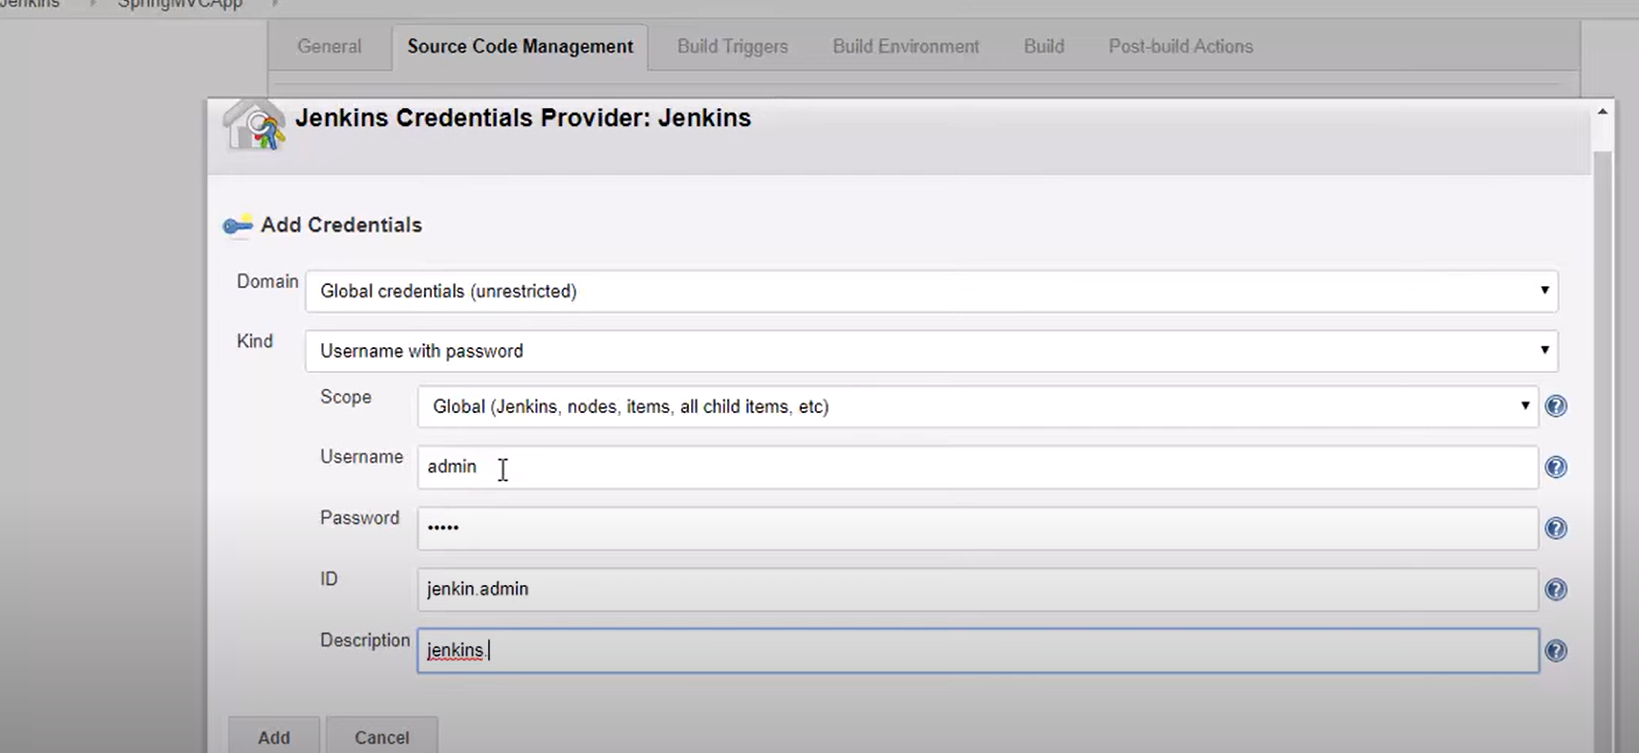 Jenkins SpringMVCApp
General Source Code Management Build Triggers Build Environment Build Post-build Actions
Jenkins Credentials Provider: Jenkins
Add Credentials
Domain Global credentials (unrestricted)
Kind Username with password
Scope Global (Jenkins, nodes, items, all child items, etc)
Username admin
Password •••••
ID jenkin.admin
Description jenkins.
Add Cancel